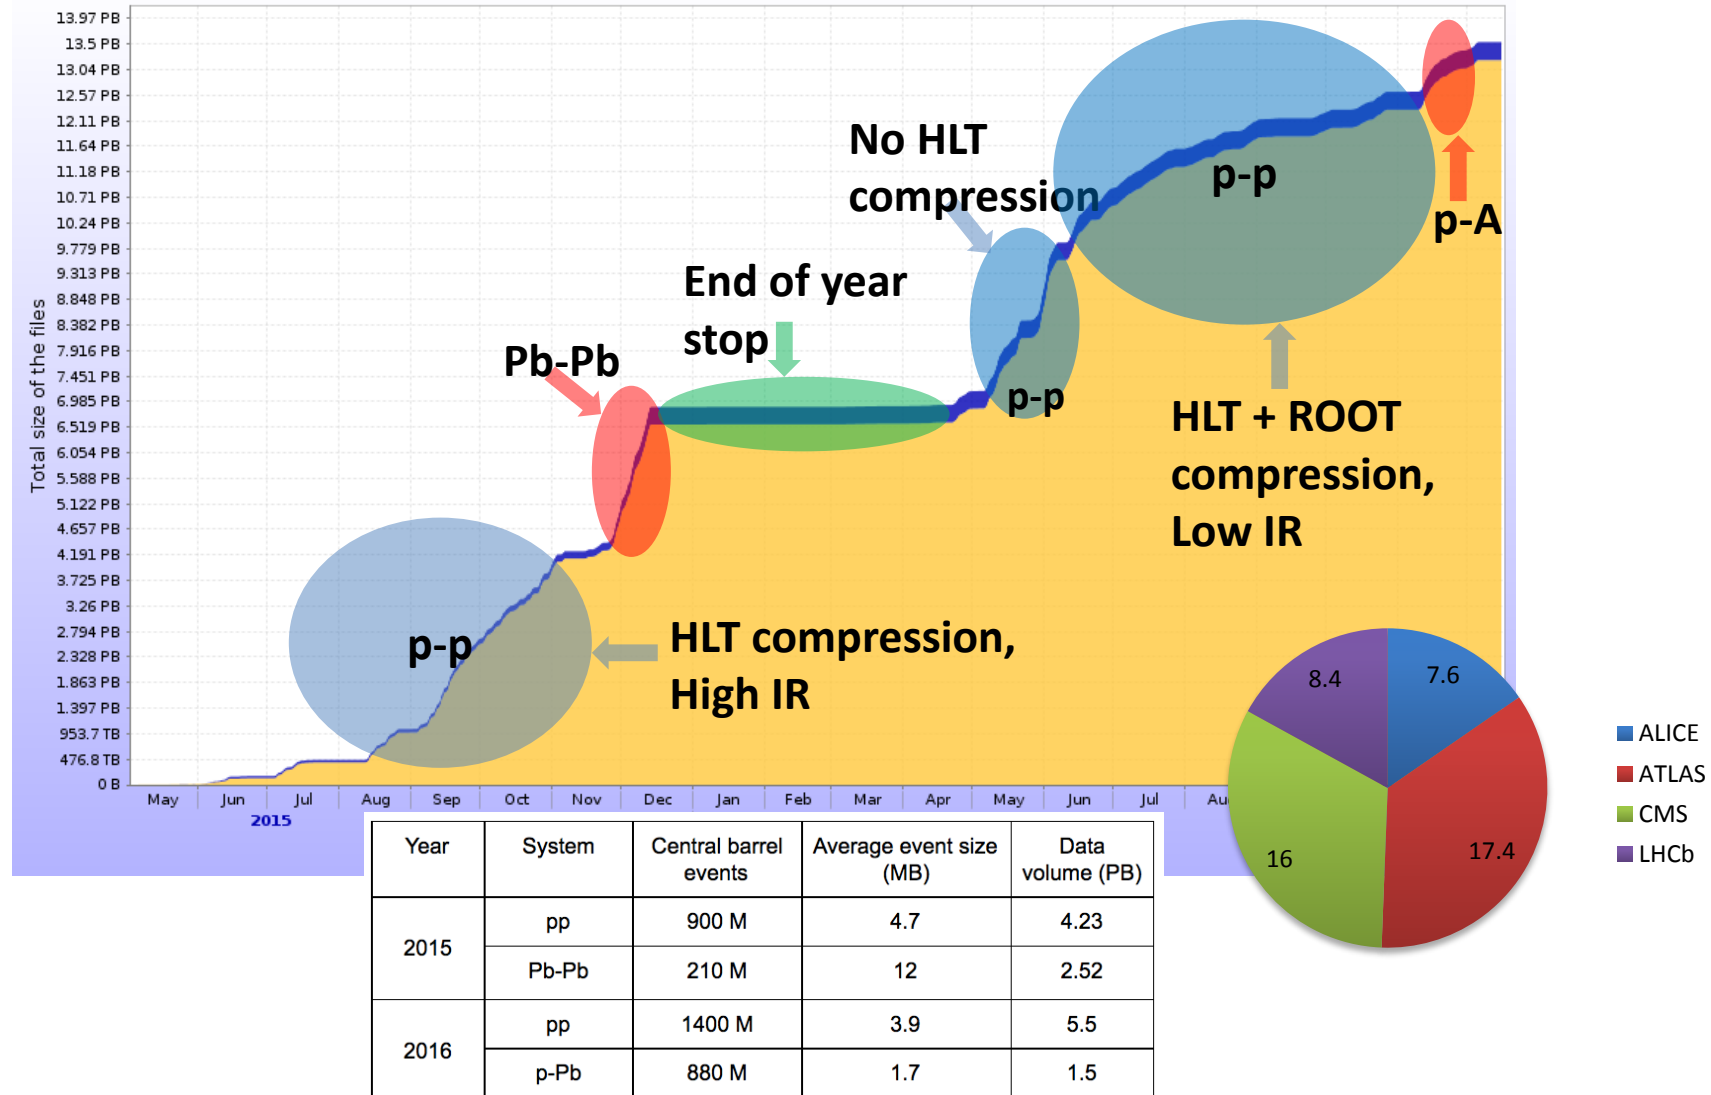 13.97 PB
13.5 PB
13.04 PB
12.57 PB
12.11 PB
11.64 PB
11.18 PB
10.71 PB
10.24 PB
9.779 PB
9.313 PB
8.848 PB
8.382 PB
7.916 PB
7.451 PB
6.985 PB
6.519 PB
6.054 PB
5.588 PB
5.122 PB
4.657 PB
4.191 PB
3.725 PB
3.26 PB
2.794 PB
2.328 PB
1.863 PB
1.397 PB
953.7 TB
476.8 TB
0 B
Total size of the files
No HLT
compression
p-p
p-A
End of year
stop
Pb-Pb
p-p
HLT + ROOT
compression,
Low IR
p-p
HLT compression,
High IR
May Jun Jul Aug Sep Oct Nov Dec Jan Feb Mar Apr May Jun Jul Au
2015
8.4
7.6
16
17.4
ALICE
ATLAS
CMS
LHCb
Year System Central barrel events Average event size (MB) Data volume (PB)
2015 pp 900 M 4.7 4.23
Pb-Pb 210 M 12 2.52
2016 pp 1400 M 3.9 5.5
p-Pb 880 M 1.7 1.5